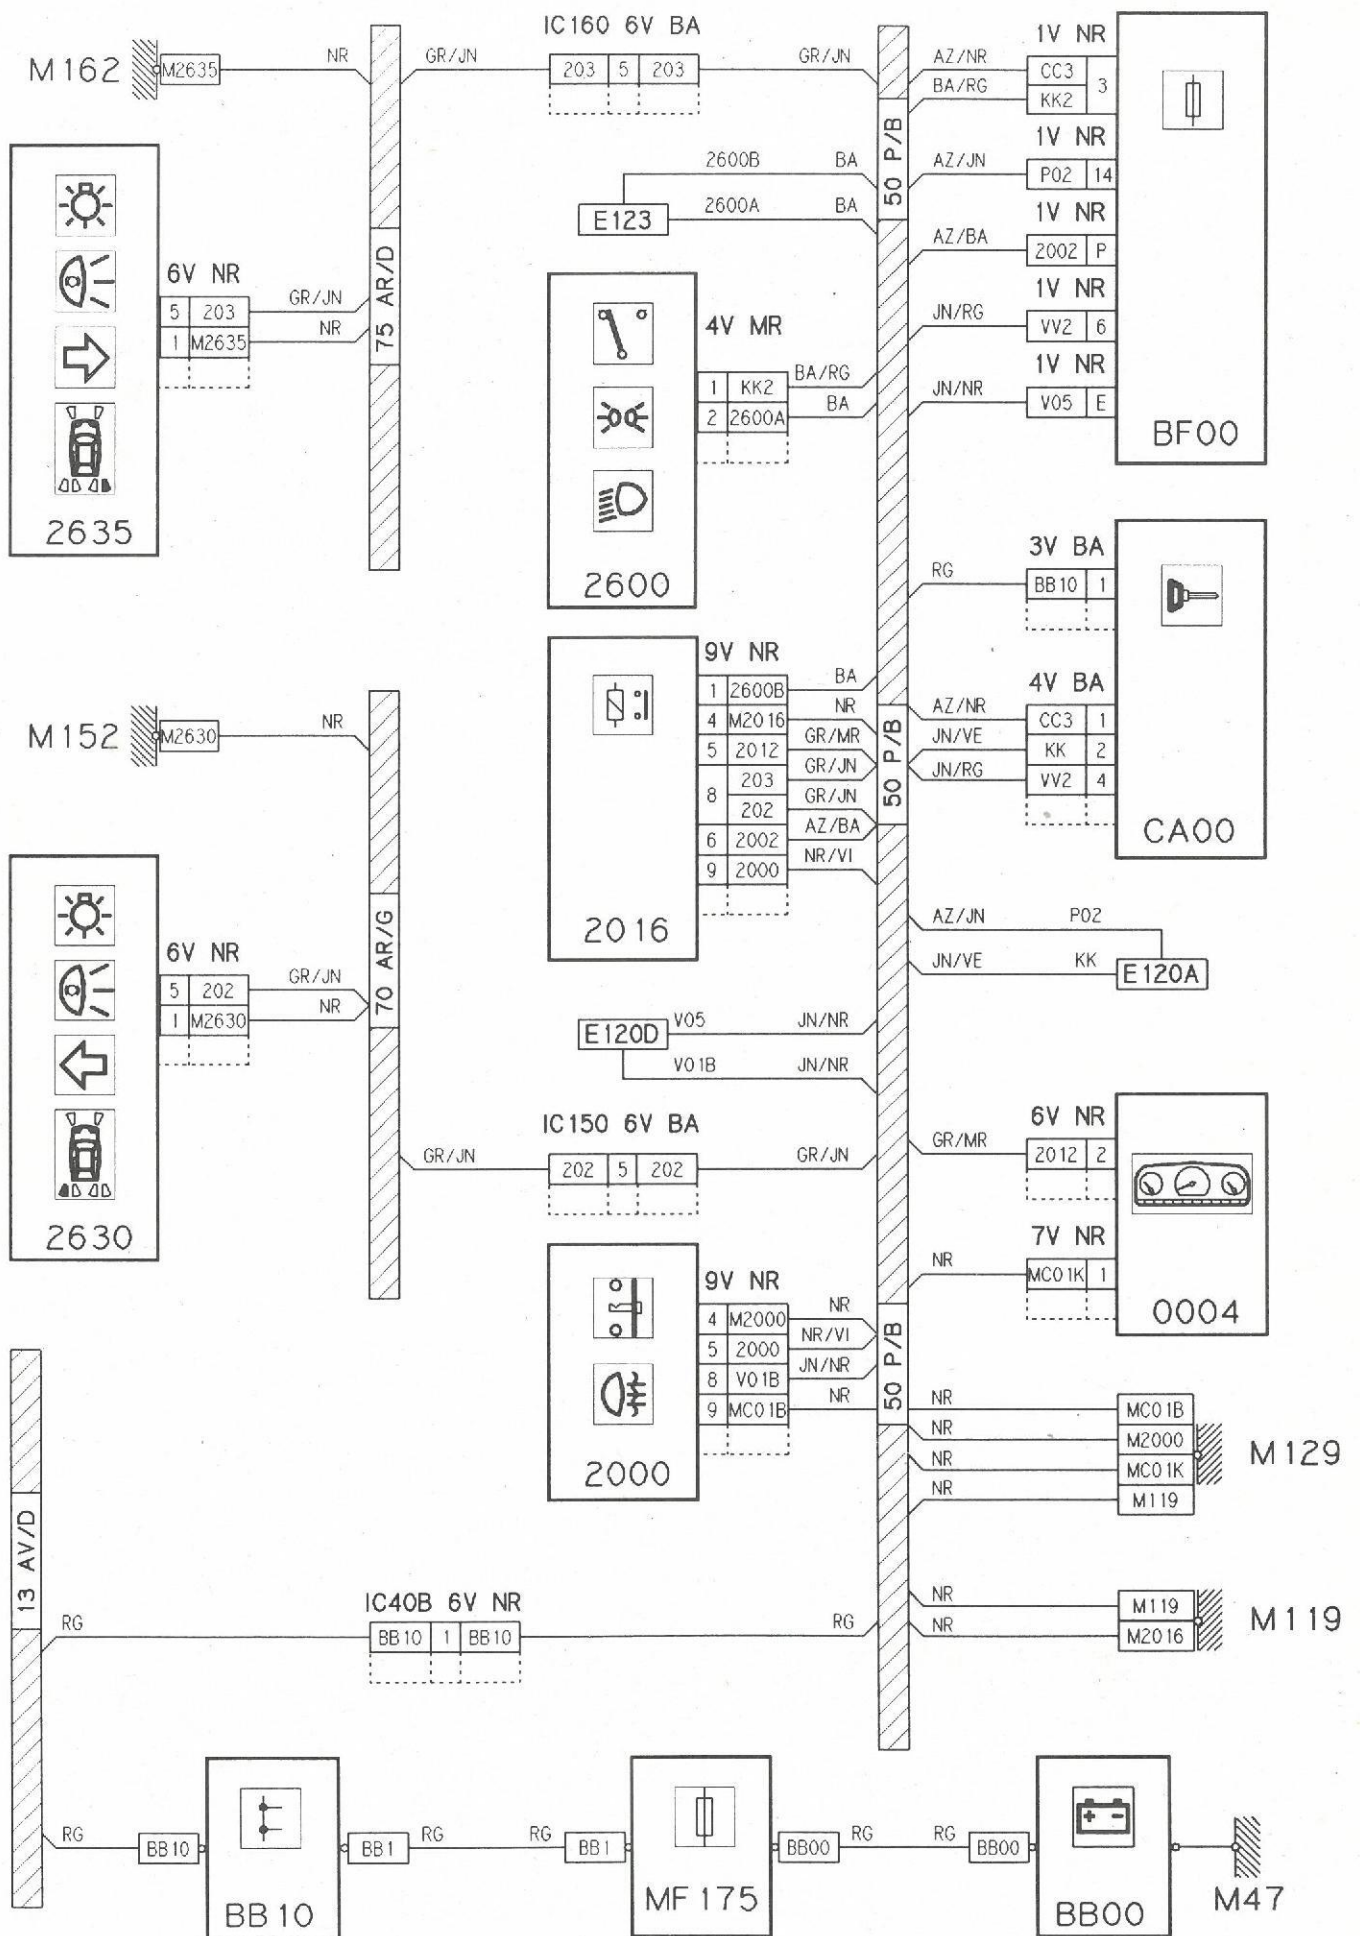 IC160 6V BA
1V NR
M162
M2635
NR
GR/JN
203 5 203
GR/JN
AZ/NR
CC3
BA/RG
KK2
3
50 P/B
1V NR
2600B BA
AZ/JN
P02 14
E123
2600A BA
1V NR
AZ/BA
2002 P
75 AR/D
6V NR
5 203
GR/JN
1 M2635
NR
4V MR
1V NR
JN/RG
VV2 6
1 KK2
BA/RG
2 2600A
BA
1V NR
JN/NR
V05 E
BF00
2635
2600
3V BA
RG
BB10 1
9V NR
1 2600B
BA
4 M2016
NR
5 2012
GR/MR
8
203
GR/JN
202
GR/JN
6 2002
AZ/BA
9 2000
NR/VI
2016
50 P/B
4V BA
AZ/NR
CC3 1
JN/VE
KK 2
JN/RG
VV2 4
CA00
M152
M2630
NR
70 AR/G
6V NR
5 202
GR/JN
1 M2630
NR
2630
AZ/JN P02
JN/VE KK
E120A
E120D
V05 JN/NR
V01B JN/NR
IC150 6V BA
GR/JN
202 5 202
GR/JN
6V NR
GR/MR
2012 2
7V NR
NR
MC01K 1
0004
9V NR
4 M2000
NR
5 2000
NR/VI
8 V01B
JN/NR
9 MC01B
NR
2000
50 P/B
NR
MC01B
NR
M2000
NR
MC01K
NR
M119
M129
13 AV/D
IC40B 6V NR
RG
BB10 1 BB10
RG
NR
M119
NR
M2016
M119
RG
BB10
BB10
BB1
RG
RG
BB1
MF175
BB00
RG
RG
BB00
BB00
M47